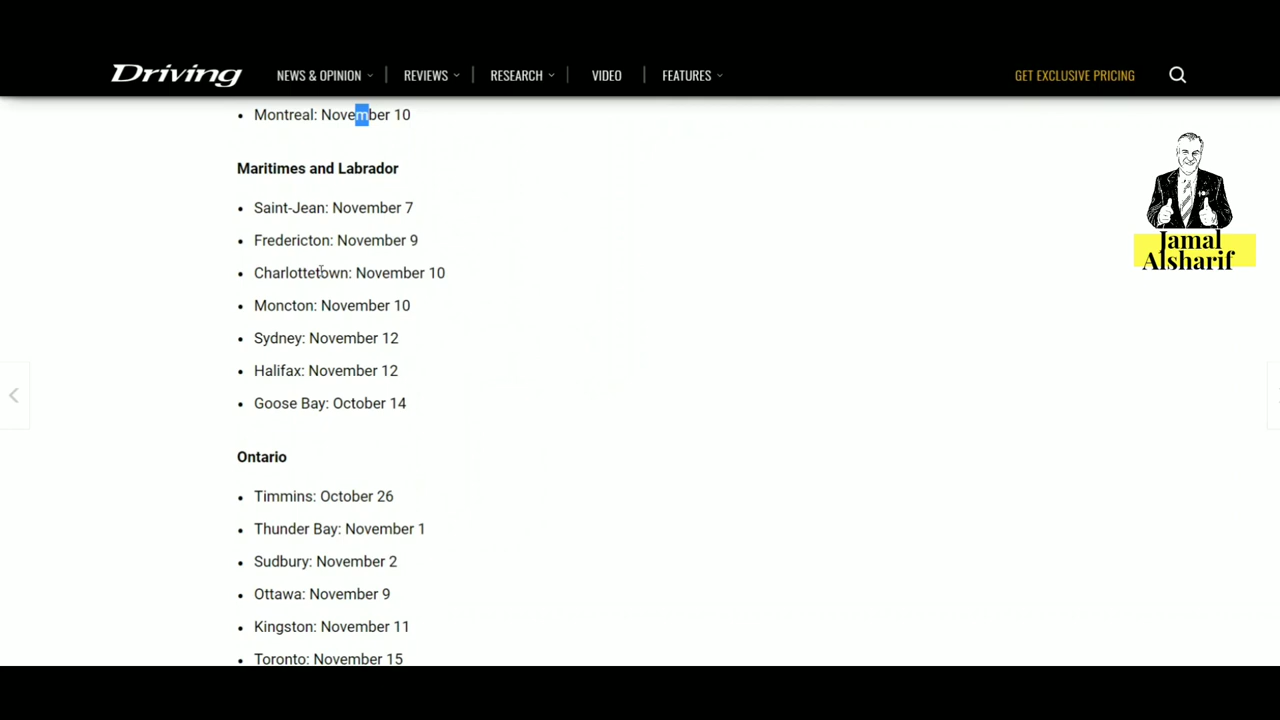 Driving NEWS & OPINION REVIEWS RESEARCH VIDEO FEATURES GET EXCLUSIVE PRICING
Montreal: November 10
Maritimes and Labrador
Saint-Jean: November 7
Fredericton: November 9
Charlottetown: November 10
Moncton: November 10
Sydney: November 12
Halifax: November 12
Goose Bay: October 14
Ontario
Timmins: October 26
Thunder Bay: November 1
Sudbury: November 2
Ottawa: November 9
Kingston: November 11
Toronto: November 15
Jamal
Alsharif